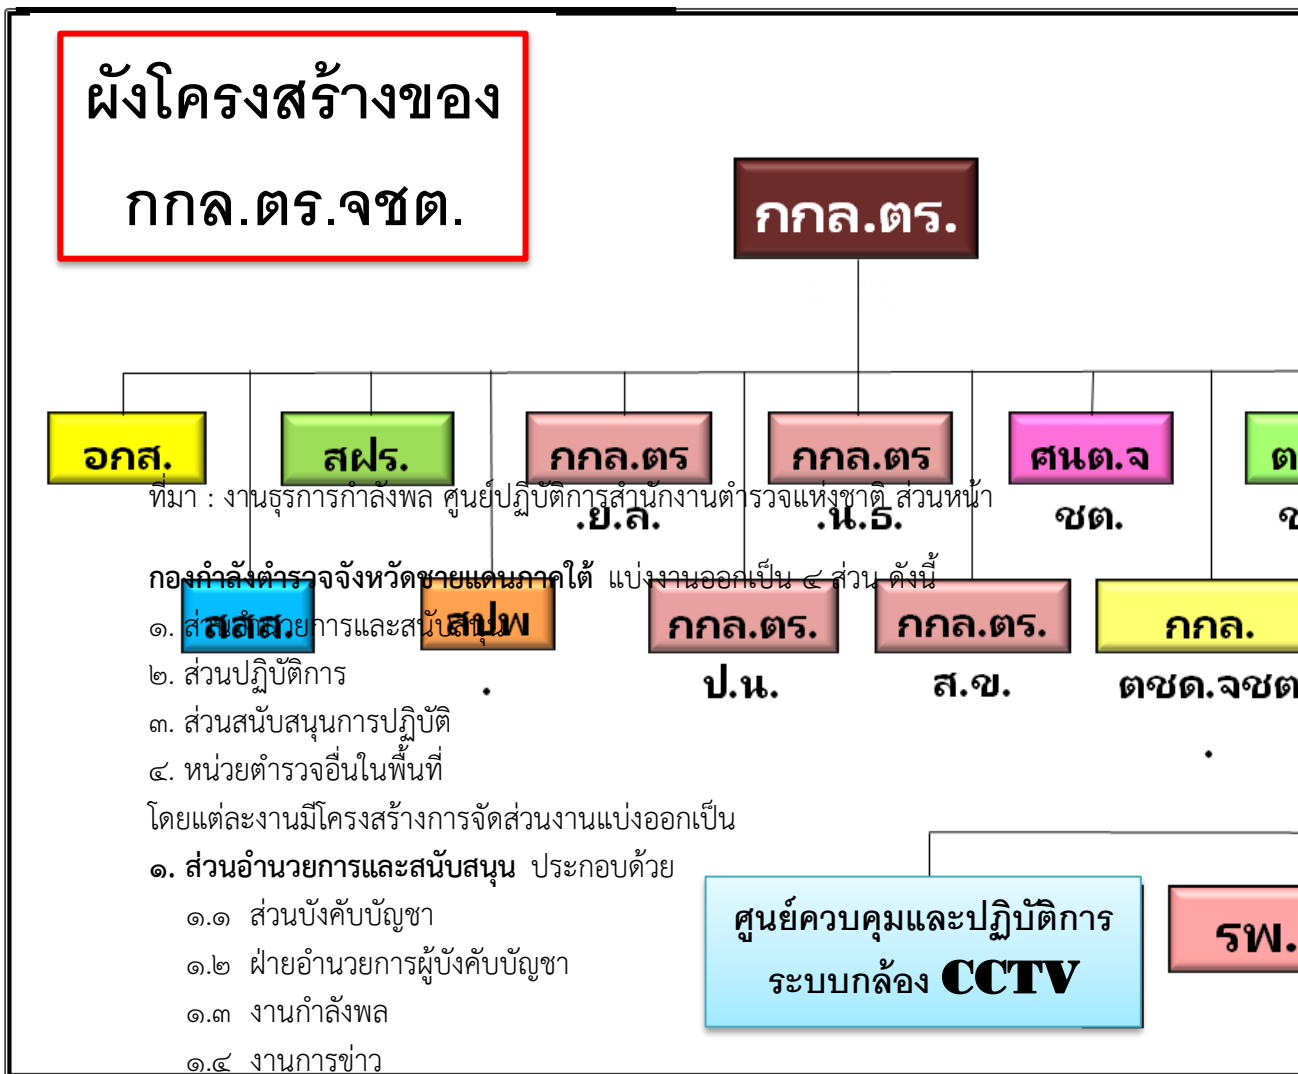 ผังโครงสร้างของ
กกล.ตร.จชต.
กกล.ตร.
อกส.
สฝร.
กกล.ตร
.ย.ล.
กกล.ตร
.น.ธ.
ศนต.จ
ชต.
ที่มา : งานธุรการกำลังพล ศูนย์ปฏิบัติการสำนักงานตำรวจแห่งชาติ ส่วนหน้า
กองกำลังตำรวจจังหวัดชายแดนภาคใต้ แบ่งงานออกเป็น ๔ ส่วน ดังนี้
สปพ
.
กกล.ตร.
ป.น.
กกล.ตร.
ส.ข.
กกล.
ตชด.จชต
.
๑. ส่วนอำนวยการและสนับสนุน
๒. ส่วนปฏิบัติการ
๓. ส่วนสนับสนุนการปฏิบัติ
๔. หน่วยตำรวจอื่นในพื้นที่
โดยแต่ละงานมีโครงสร้างการจัดส่วนงานแบ่งออกเป็น
๑. ส่วนอำนวยการและสนับสนุน ประกอบด้วย
๑.๑ ส่วนบังคับบัญชา
๑.๒ ฝ่ายอำนวยการผู้บังคับบัญชา
๑.๓ งานกำลังพล
๑.๔ งานการข่าว
ศูนย์ควบคุมและปฏิบัติการ
ระบบกล้อง CCTV
รพ.